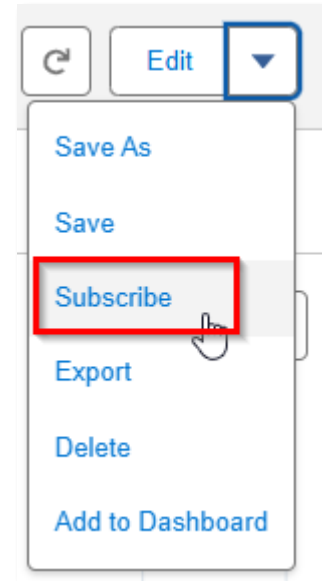 Edit
Save As
Save
Subscribe
Export
Delete
Add to Dashboard